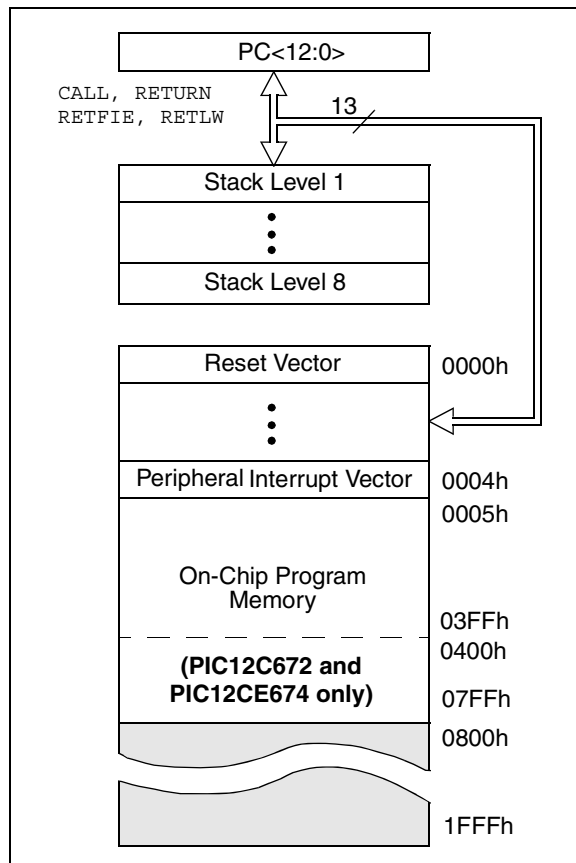 PC<12:0>
CALL, RETURN
RETFIE, RETLW
13
Stack Level 1
Stack Level 8
Reset Vector
0000h
Peripheral Interrupt Vector
0004h
0005h
On-Chip Program
Memory
03FFh
0400h
(PIC12C672 and
PIC12CE674 only)
07FFh
0800h
1FFFh